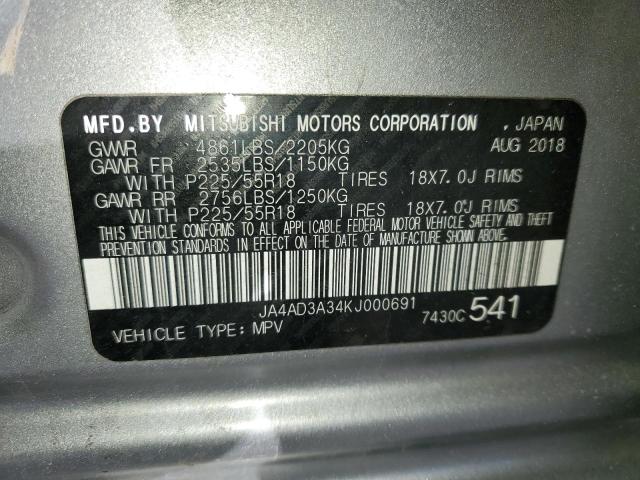 MFD.BY MITSUBISHI MOTORS CORPORATION , JAPAN
GVWR 4861LBS/2205KG AUG 2018
GAWR FR 2535LBS/1150KG
WITH P225/55R18 TIRES 18X7.0J RIMS
GAWR RR 2756LBS/1250KG
WITH P225/55R18 TIRES 18X7.0J RIMS
THIS VEHICLE CONFORMS TO ALL APPLICABLE FEDERAL MOTOR VEHICLE SAFETY AND THEFT
PREVENTION STANDARDS IN EFFECT ON THE DATE OF MANUFACTURE SHOWN ABOVE.
JA4AD3A34KJ000691
VEHICLE TYPE: MPV 7430C 541